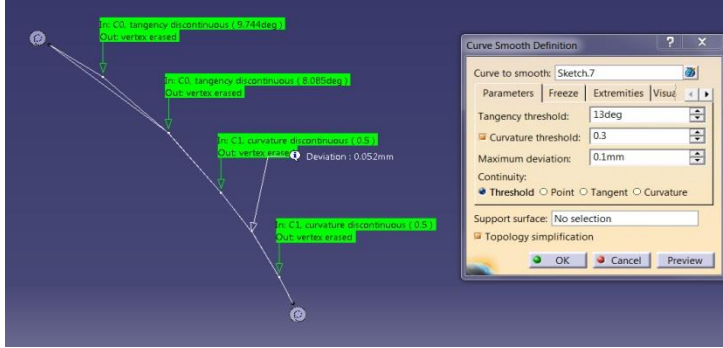 In: C0, tangency discontinuous ( 9.744deg )
Out: vertex erased
In: C0, tangency discontinuous ( 8.085deg )
Out: vertex erased
In: C1, curvature discontinuous ( 0.5 )
Out: vertex erased
Deviation : 0.052mm
In: C1, curvature discontinuous ( 0.5 )
Out: vertex erased
Curve Smooth Definition
? X
Curve to smooth: Sketch.7
Parameters Freeze Extremities Visua
Tangency threshold: 13deg
Curvature threshold: 0.3
Maximum deviation: 0.1mm
Continuity:
Threshold Point Tangent Curvature
Support surface: No selection
Topology simplification
OK Cancel Preview